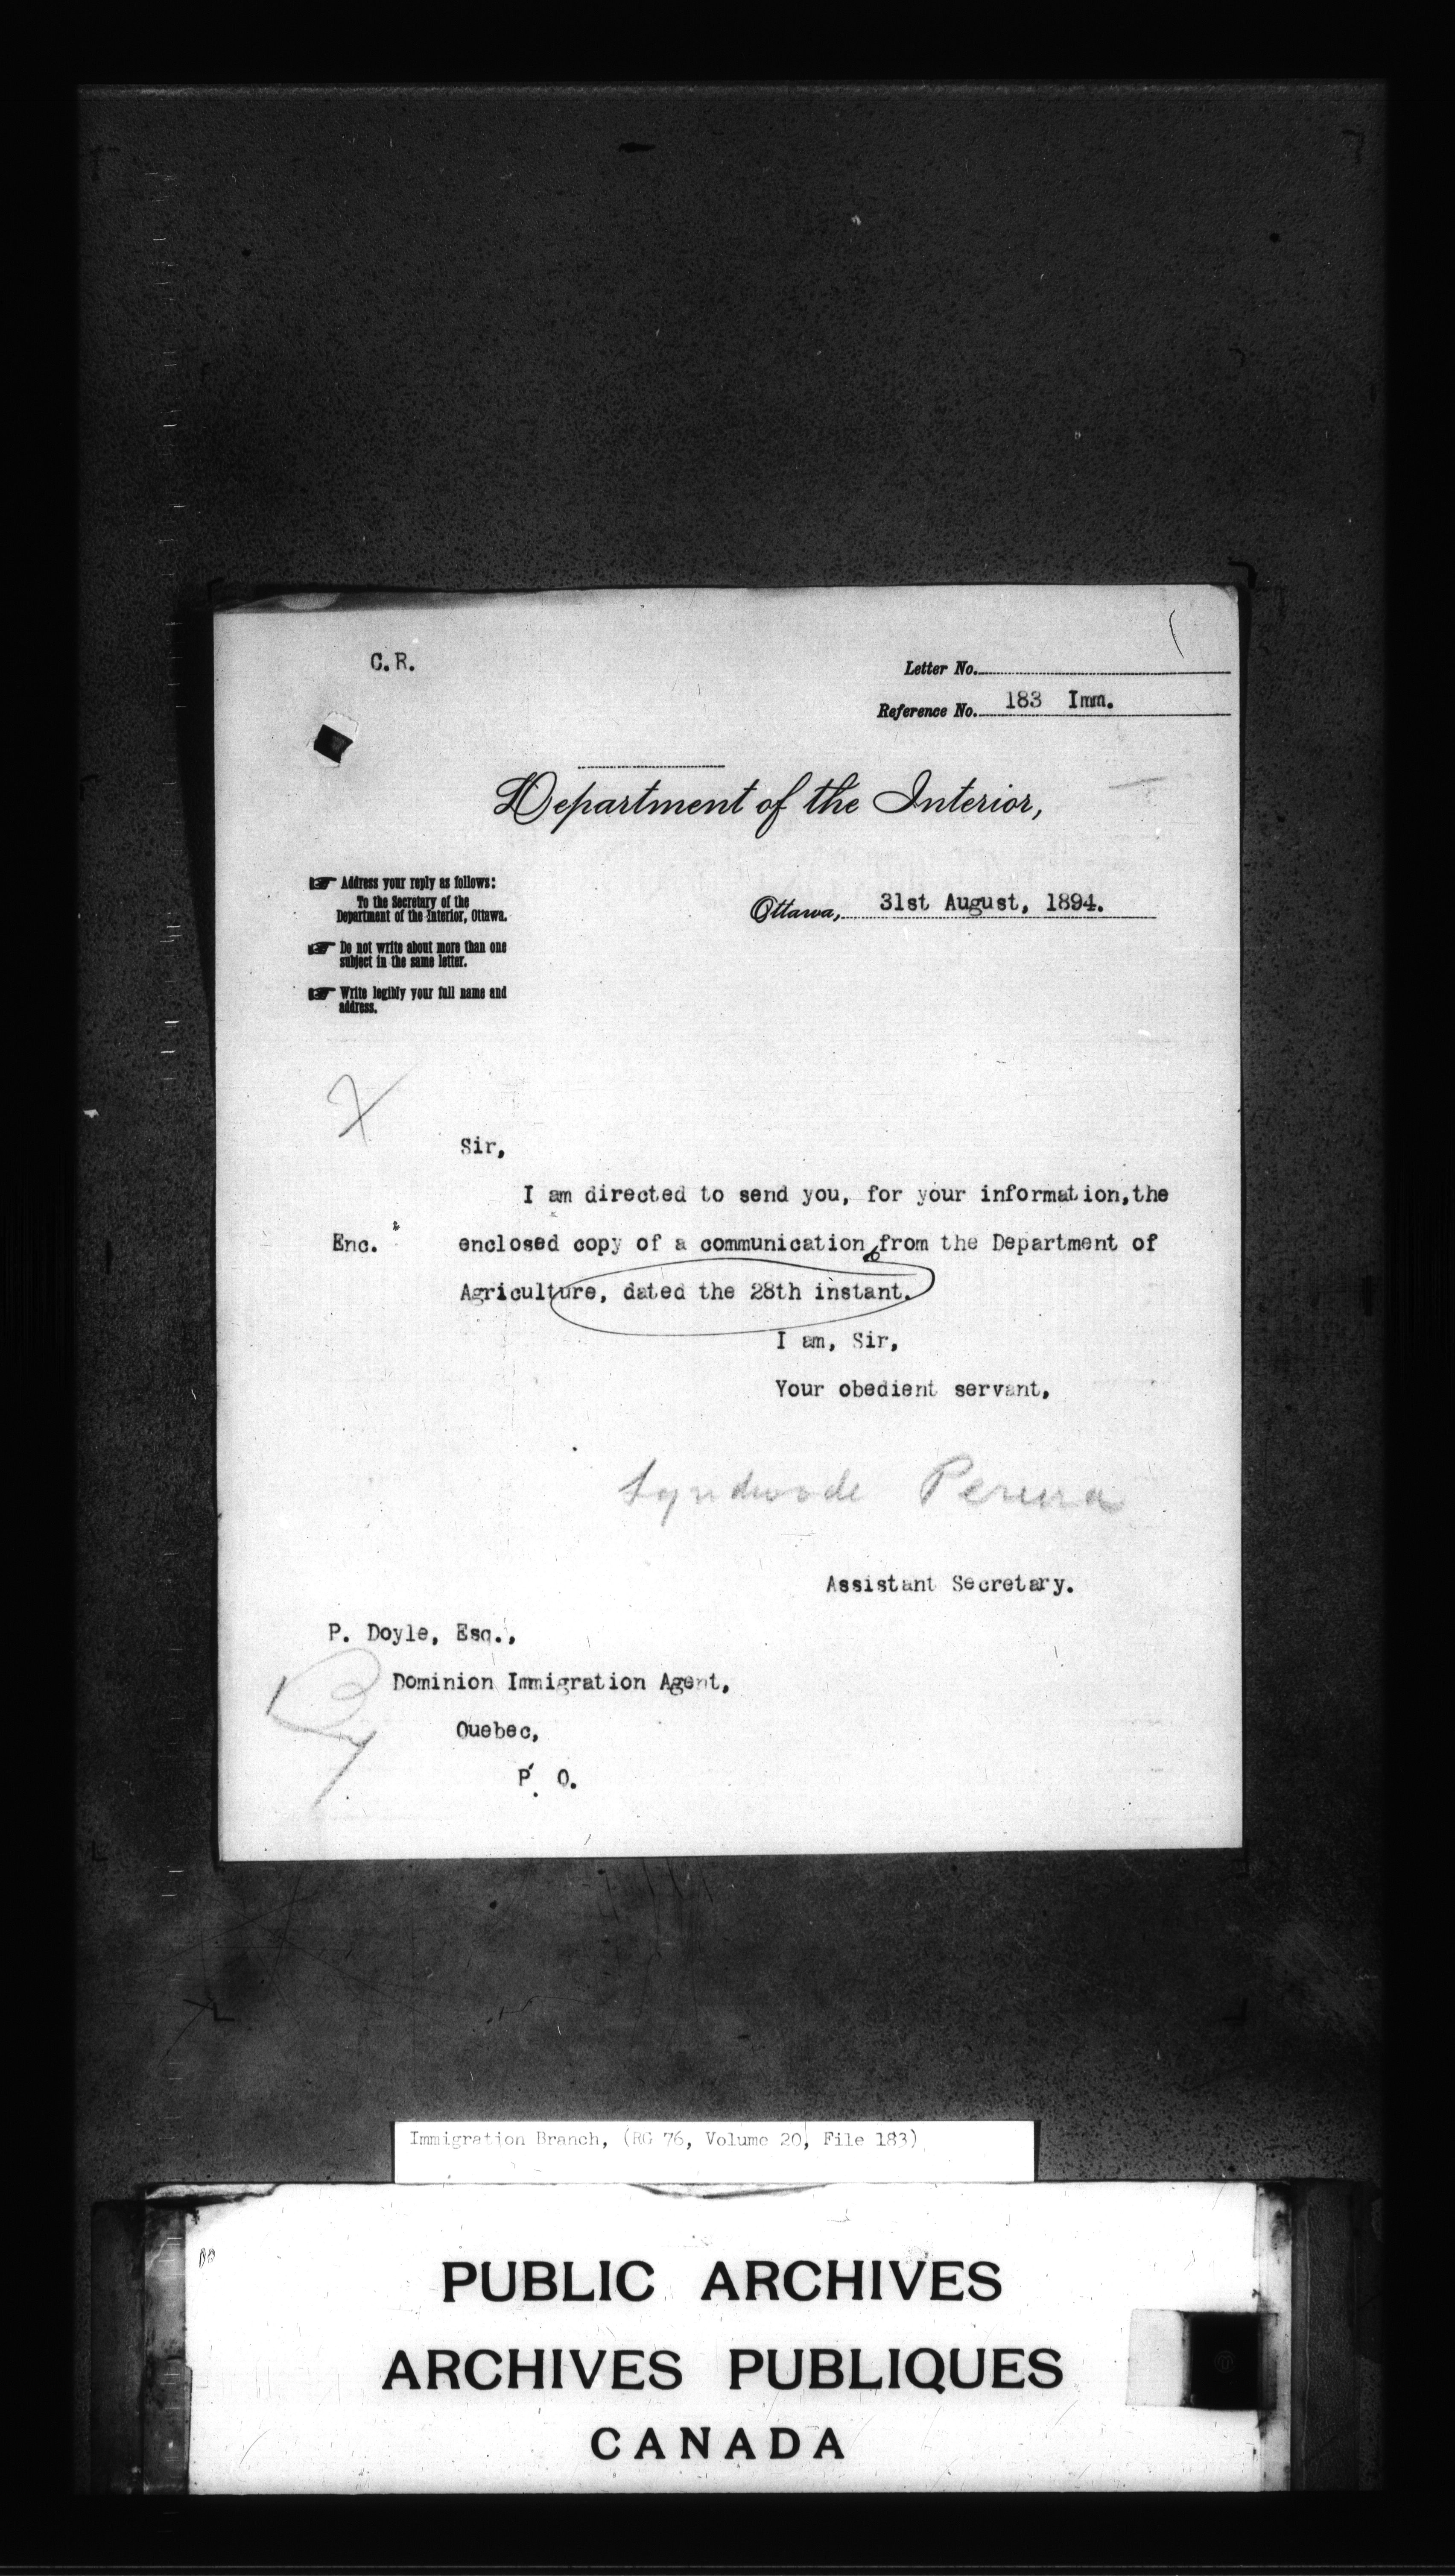 C.R.
Letter No.
Reference No. 183 Imm.
Department of the Interior,
Address your reply as follows:
To the Secretary of the
Department of the Interior, Ottawa.
Do not write about more than one
subject in the same letter.
Write legibly your full name and
address.
Ottawa, 31st August, 1894.
Sir,
I am directed to send you, for your information,the
Enc. enclosed copy of a communication from the Department of
Agriculture, dated the 28th instant.
I am, Sir,
Your obedient servant,
Lyndwode Pereira
Assistant Secretary.
P. Doyle, Esq.,
Dominion Immigration Agent,
Quebec,
P. Q.
Immigration Branch, (RG 76, Volume 20, File 183)
PUBLIC ARCHIVES
ARCHIVES PUBLIQUES
CANADA